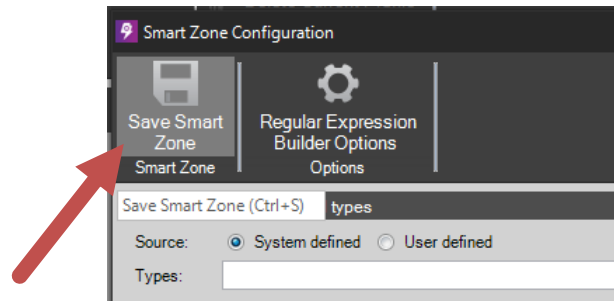 Smart Zone Configuration
Save Smart
Zone
Regular Expression
Builder Options
Smart Zone
Options
Save Smart Zone (Ctrl+S)
types
Source: System defined User defined
Types: